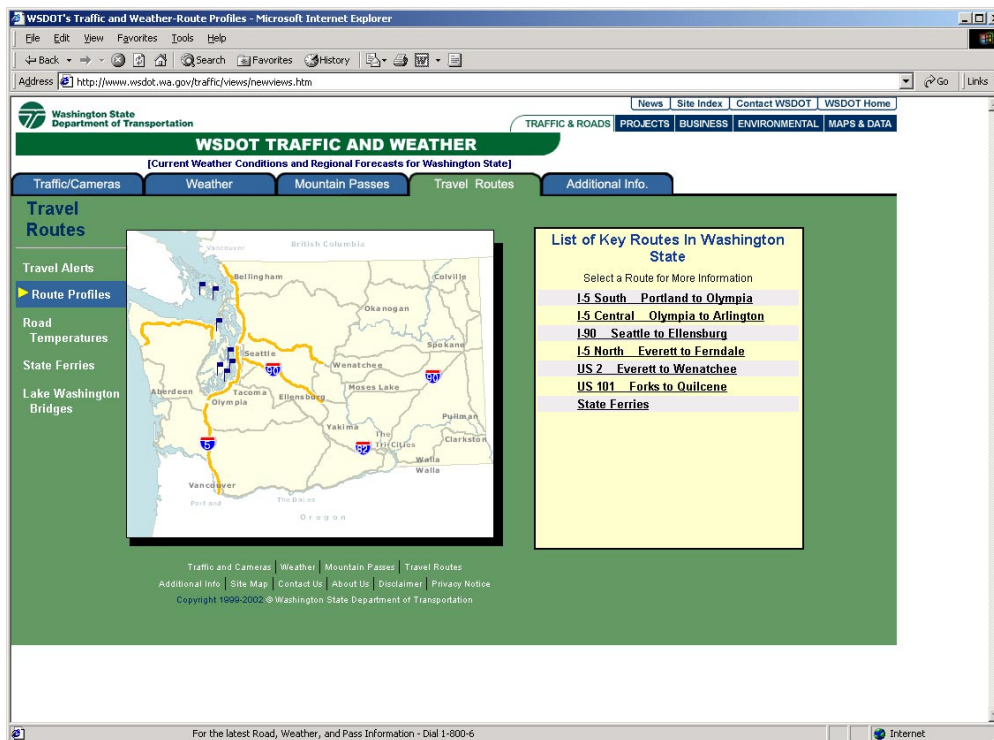 WSDOT's Traffic and Weather-Route Profiles - Microsoft Internet Explorer
File Edit View Favorites Tools Help
Back Search Favorites History
Address http://www.wsdot.wa.gov/traffic/views/newviews.htm Go Links
News Site Index Contact WSDOT WSDOT Home
Washington State
Department of Transportation
TRAFFIC & ROADS PROJECTS BUSINESS ENVIRONMENTAL MAPS & DATA
WSDOT TRAFFIC AND WEATHER
[Current Weather Conditions and Regional Forecasts for Washington State]
Traffic/Cameras Weather Mountain Passes Travel Routes Additional Info.
Travel
Routes
Travel Alerts
Route Profiles
Road
Temperatures
State Ferries
Lake Washington
Bridges
Vancouver
British Columbia
Bellingham
Colville
Okanogan
Spokane
Seattle
Wenatchee
90
90
Moses Lake
Aberdeen
Tacoma
Ellensburg
Olympia
Pullman
Yakima
The
Tri-Cities
Clarkston
5
82
Walla
Walla
Vancouver
Portland
The Dalles
Oregon
List of Key Routes In Washington
State
Select a Route for More Information
I-5 South Portland to Olympia
I-5 Central Olympia to Arlington
I-90 Seattle to Ellensburg
I-5 North Everett to Ferndale
US 2 Everett to Wenatchee
US 101 Forks to Quilcene
State Ferries
Traffic and Cameras | Weather | Mountain Passes | Travel Routes
Additional Info | Site Map | Contact Us | About Us | Disclaimer | Privacy Notice
Copyright 1999-2002 © Washington State Department of Transportation
For the latest Road, Weather, and Pass Information - Dial 1-800-6
Internet